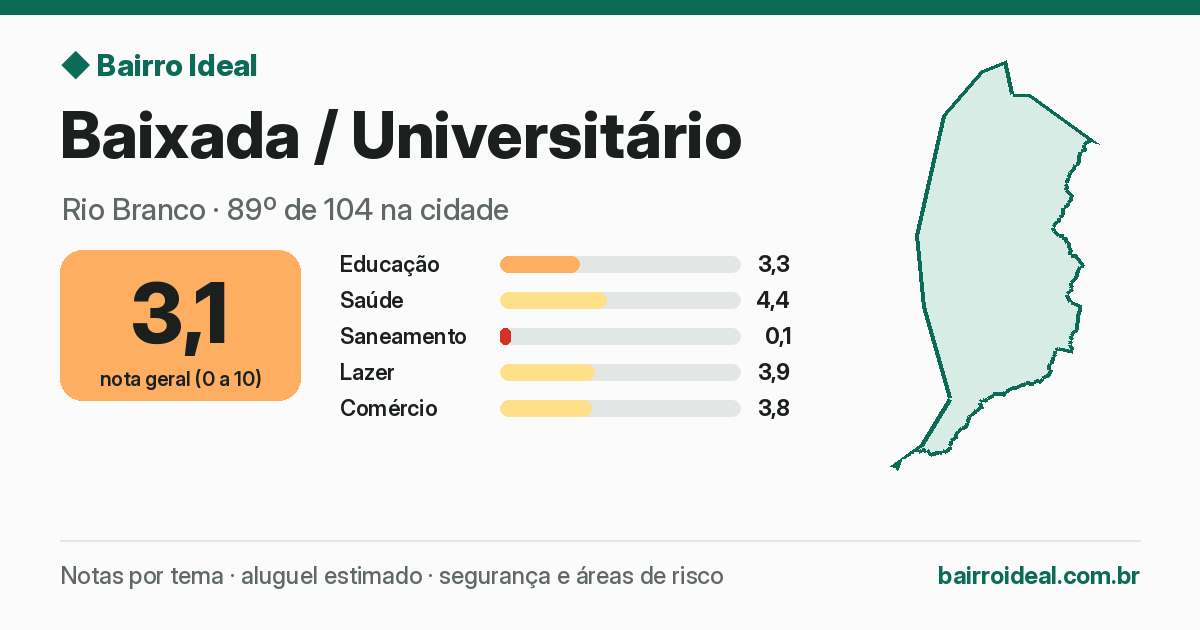 Bairro Ideal
Baixada / Universitário
Rio Branco · 89º de 104 na cidade
3,1
nota geral (0 a 10)
Educação 3,3
Saúde 4,4
Saneamento 0,1
Lazer 3,9
Comércio 3,8
Notas por tema · aluguel estimado · segurança e áreas de risco
bairroideal.com.br